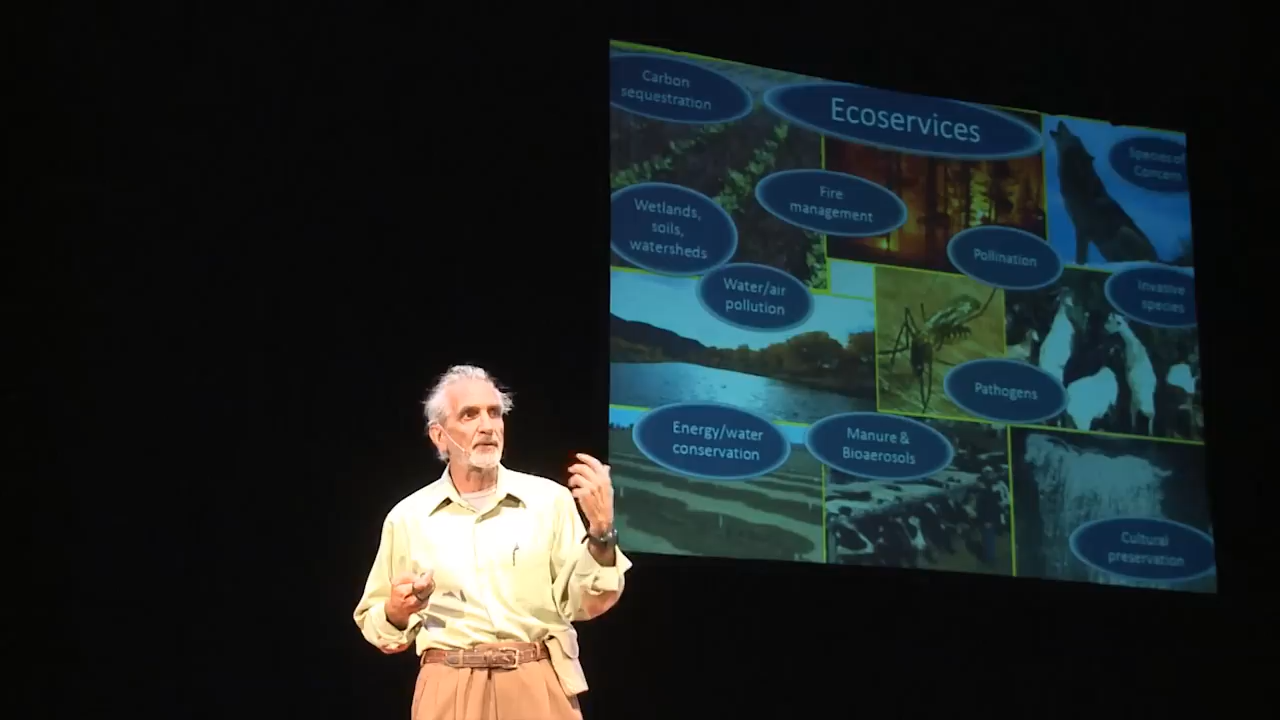 Carbon
sequestration
Ecoservices
Species of
Concern
Fire
management
Wetlands,
soils,
watersheds
Pollination
Water/air
pollution
Invasive
species
Pathogens
Energy/water
conservation
Manure &
Bioaerosols
Cultural
preservation